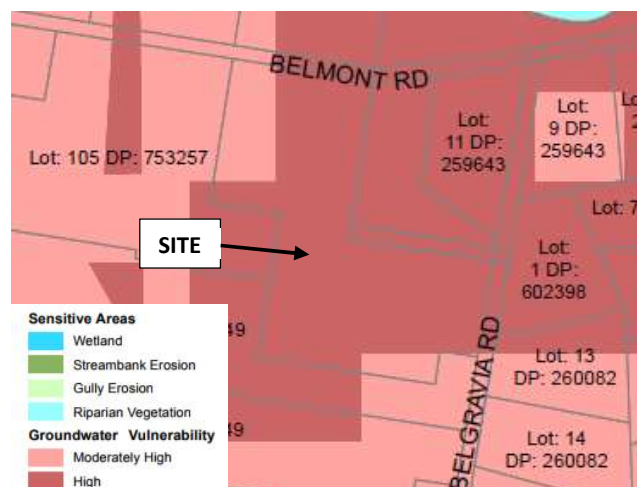 BELMONT RD
Lot:
11 DP:
259643
Lot:
9 DP:
259643
Lot: 105 DP: 753257
Lot: 7
SITE
Lot:
1 DP:
602398
Sensitive Areas
Wetland
Streambank Erosion
Gully Erosion
Riparian Vegetation
Groundwater Vulnerability
Moderately High
High
49
49
BELGRAVIA RD
Lot: 13
DP: 260082
Lot: 14
DP: 260082